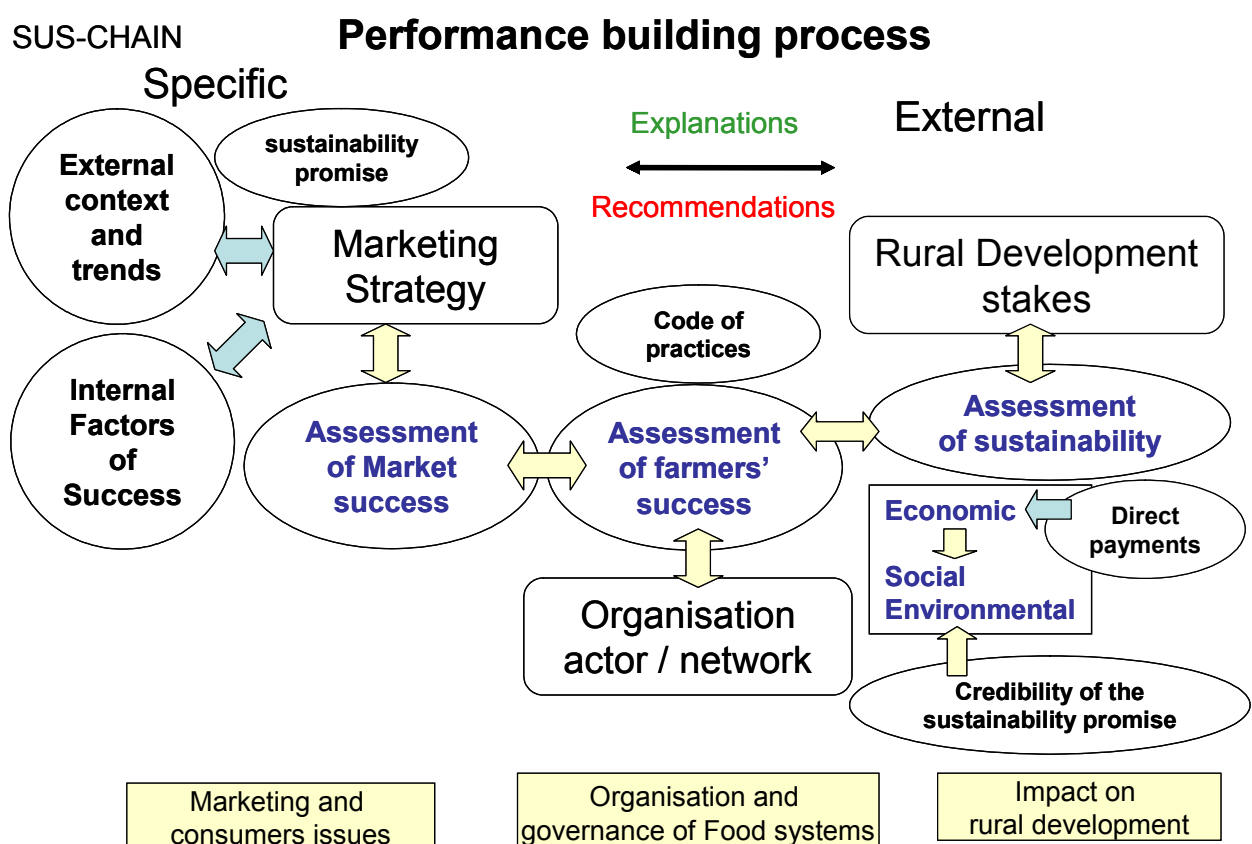 SUS-CHAIN
Performance building process
Specific
External
Explanations
Recommendations
External
context
and
trends
sustainability
promise
Marketing
Strategy
Rural Development
stakes
Code of
practices
Internal
Factors
of
Success
Assessment
of Market
success
Assessment
of farmers’
success
Assessment
of sustainability
Economic
Direct
payments
Social
Environmental
Organisation
actor / network
Credibility of the
sustainability promise
Marketing and
consumers issues
Organisation and
governance of Food systems
Impact on
rural development